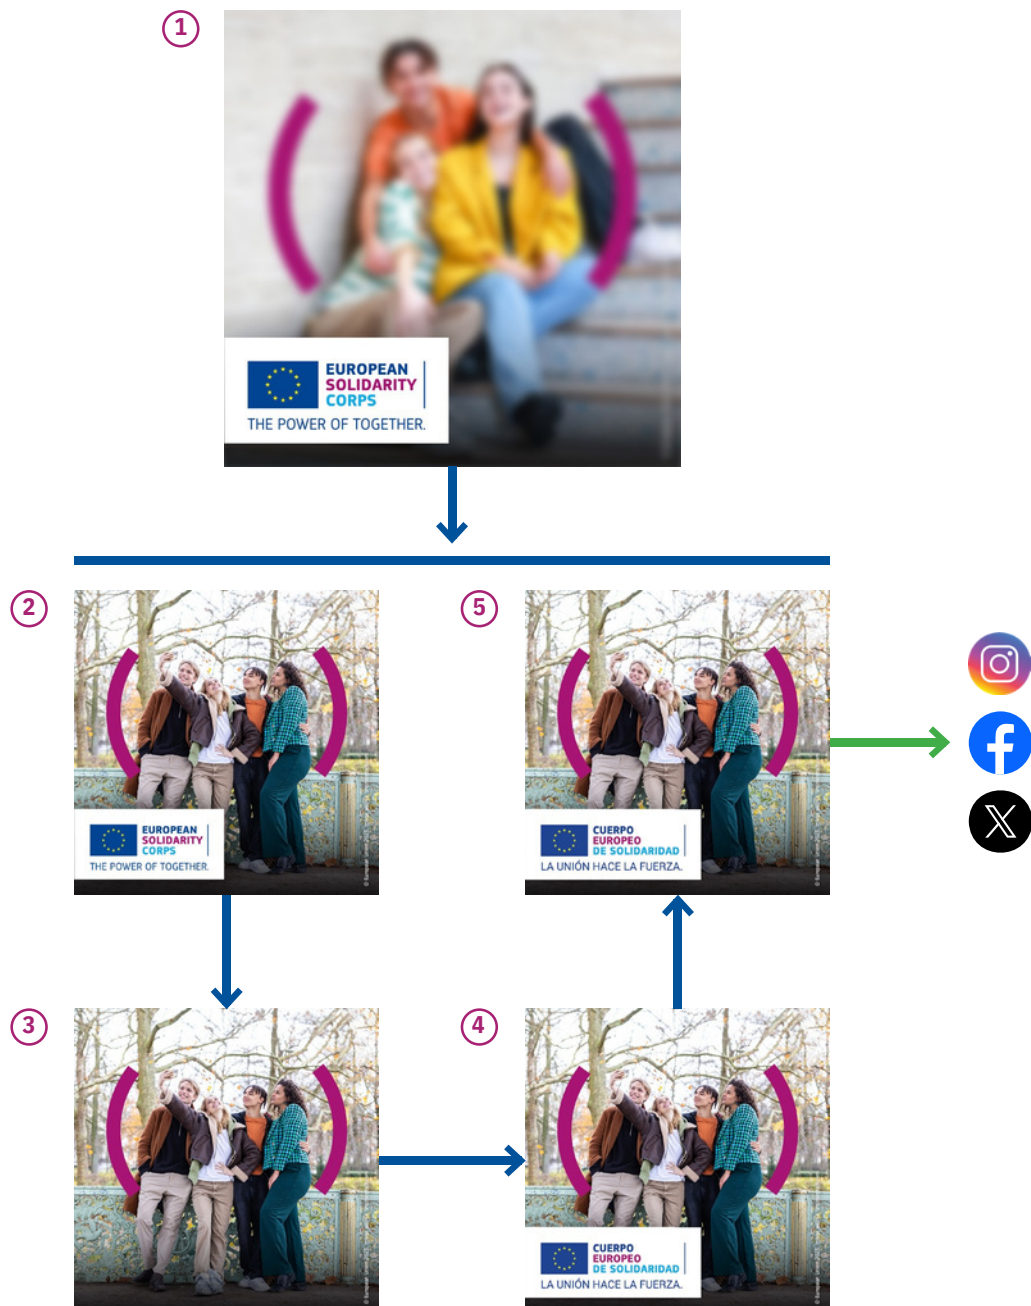 1
EUROPEAN
SOLIDARITY
CORPS
THE POWER OF TOGETHER.
2
EUROPEAN
SOLIDARITY
CORPS
THE POWER OF TOGETHER.
5
CUERPO
EUROPEO
DE SOLIDARIDAD
LA UNIÓN HACE LA FUERZA.
3
4
CUERPO
EUROPEO
DE SOLIDARIDAD
LA UNIÓN HACE LA FUERZA.